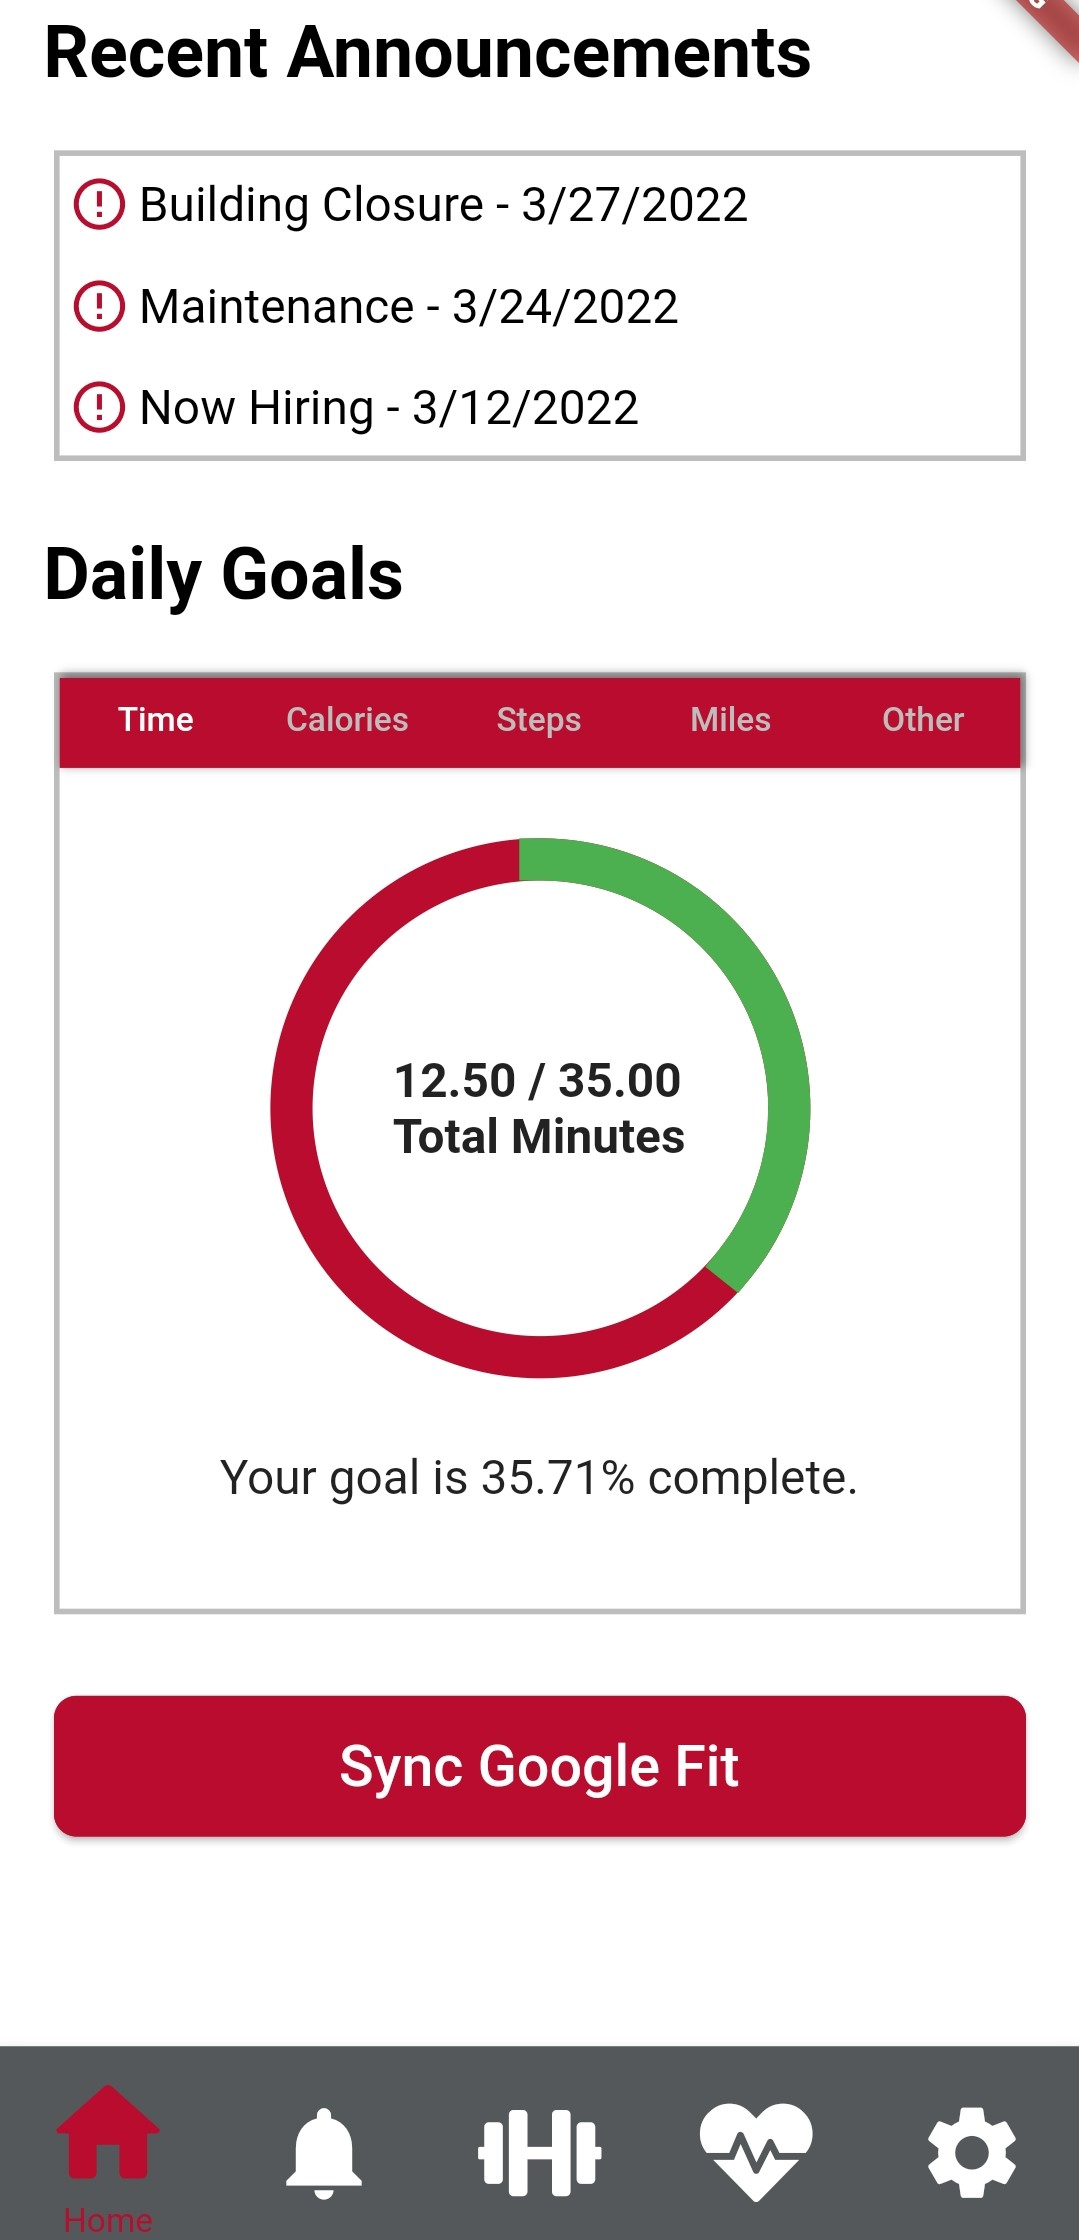 Recent Announcements
Building Closure - 3/27/2022
Maintenance - 3/24/2022
Now Hiring - 3/12/2022
Daily Goals
Time Calories Steps Miles Other
12.50 / 35.00
Total Minutes
Your goal is 35.71% complete.
Sync Google Fit
Home